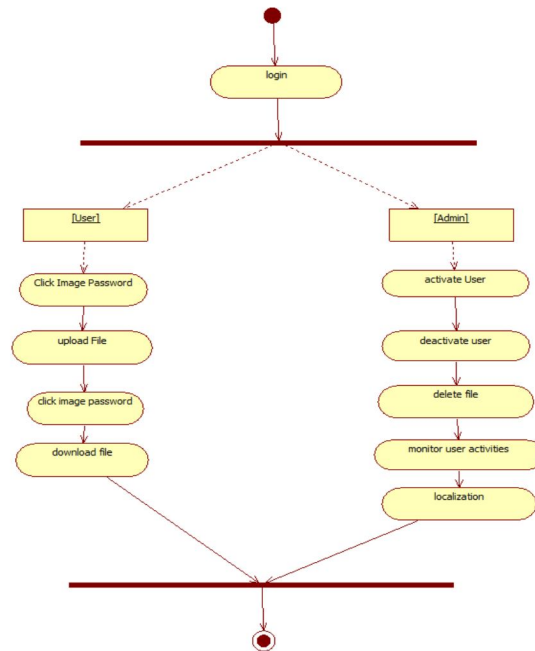 login
[User]
[Admin]
Click Image Password
activate User
upload File
deactivate user
click image password
delete file
download file
monitor user activities
localization